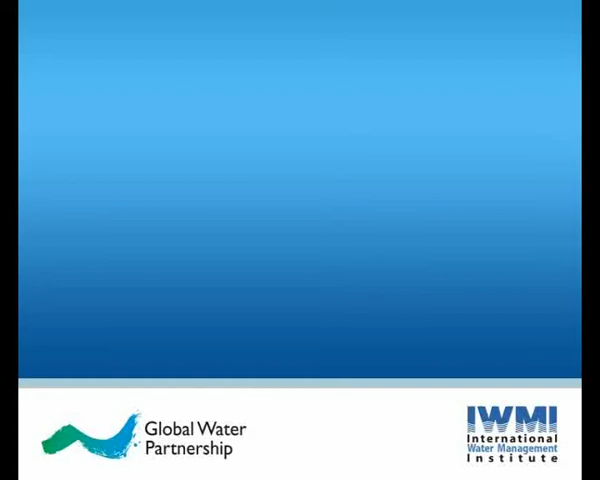 Global Water
Partnership
IWMI
International
Water Management
Institute